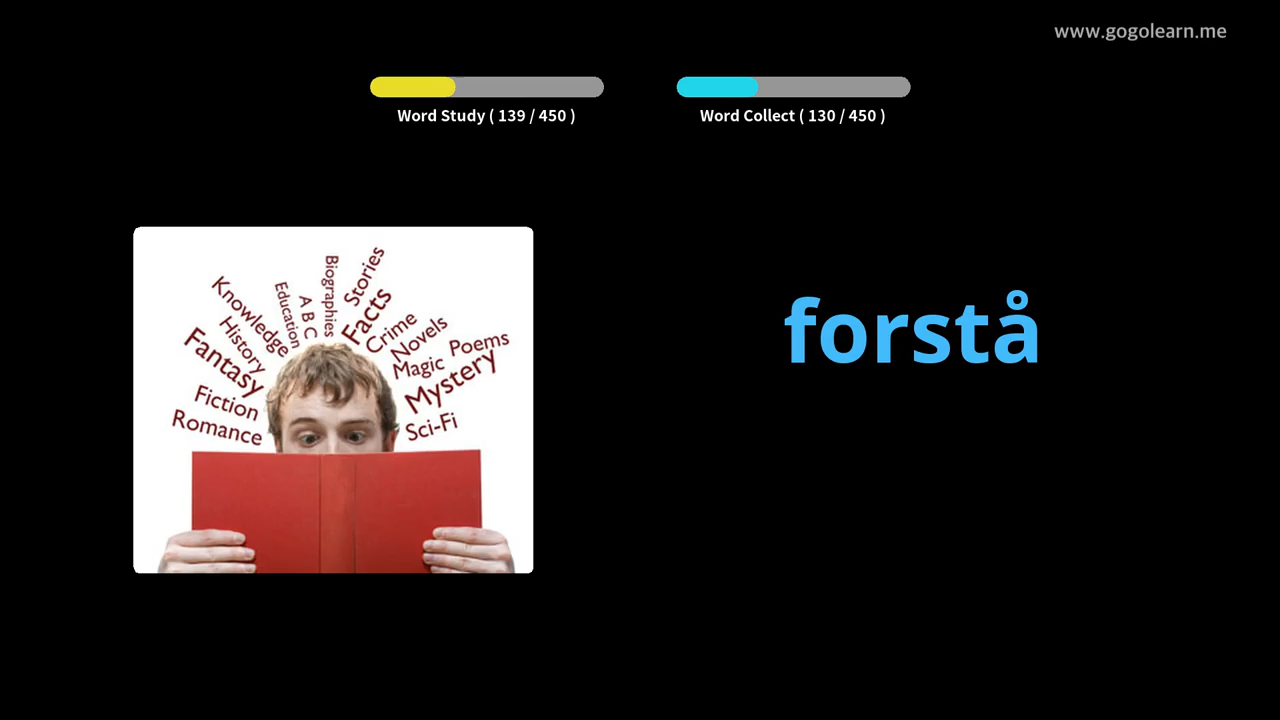 www.gogolearn.me
Word Study ( 139 / 450 )
Word Collect ( 130 / 450 )
Biographies
Stories
Education
A B C
Facts
Knowledge
Crime
History
Novels
Poems
Fantasy
Magic
Mystery
Fiction
Romance
Sci-Fi
forstå